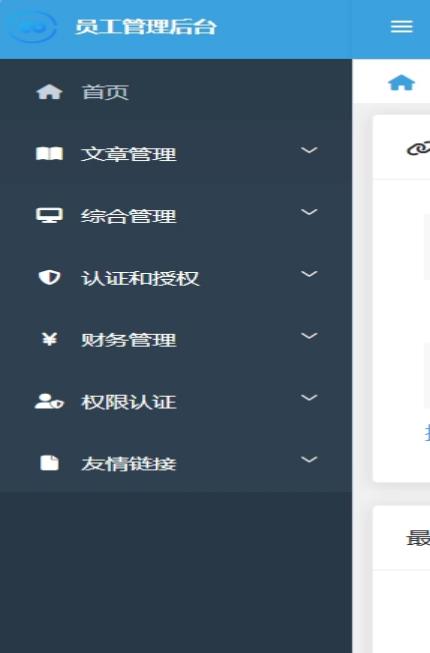 员工管理后台
首页
文章管理
综合管理
认证和授权
¥ 财务管理
权限认证
友情链接
最